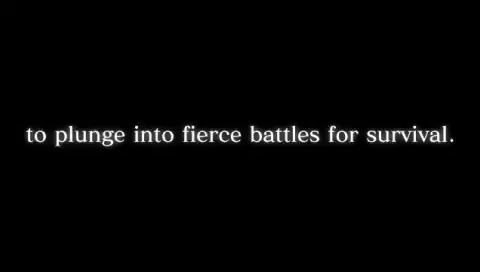 to plunge into fierce battles for survival.